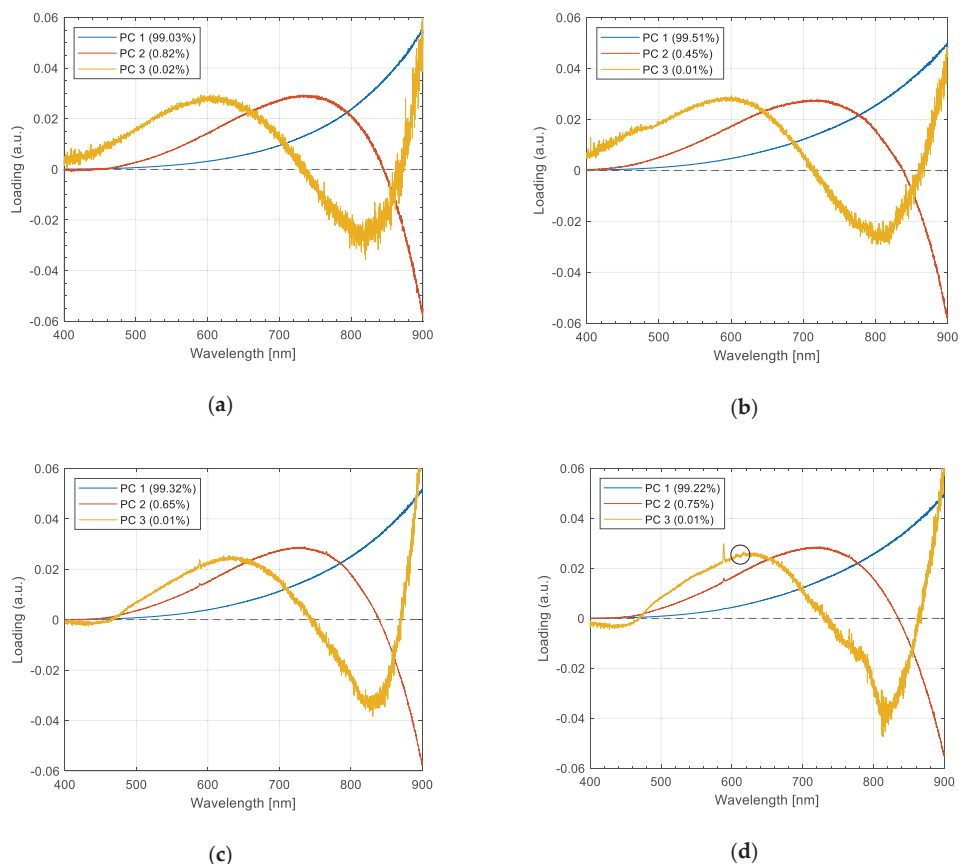 0.06
0.04
0.02
0
-0.02
-0.04
-0.06
Loading (a.u.)
PC 1 (99.03%)
PC 2 (0.82%)
PC 3 (0.02%)
400 500 600 700 800 900
Wavelength [nm]
(a)
0.06
0.04
0.02
0
-0.02
-0.04
-0.06
Loading (a.u.)
PC 1 (99.51%)
PC 2 (0.45%)
PC 3 (0.01%)
400 500 600 700 800 900
Wavelength [nm]
(b)
0.06
0.04
0.02
0
-0.02
-0.04
-0.06
Loading (a.u.)
PC 1 (99.32%)
PC 2 (0.65%)
PC 3 (0.01%)
400 500 600 700 800 900
Wavelength [nm]
(c)
0.06
0.04
0.02
0
-0.02
-0.04
-0.06
Loading (a.u.)
PC 1 (99.22%)
PC 2 (0.75%)
PC 3 (0.01%)
400 500 600 700 800 900
Wavelength [nm]
(d)